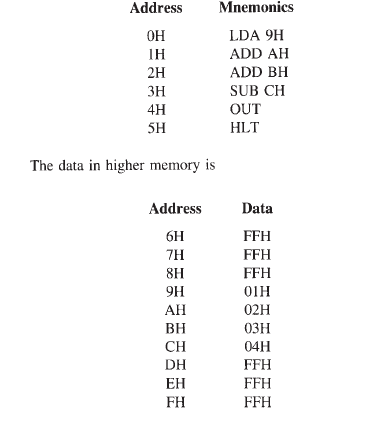 Address Mnemonics
0H LDA 9H
1H ADD AH
2H ADD BH
3H SUB CH
4H OUT
5H HLT
The data in higher memory is
Address Data
6H FFH
7H FFH
8H FFH
9H 01H
AH 02H
BH 03H
CH 04H
DH FFH
EH FFH
FH FFH